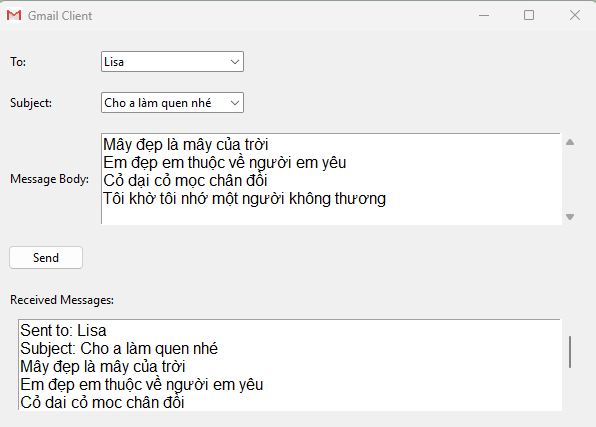 Gmail Client
To:
Lisa
Subject:
Cho a làm quen nhé
Message Body:
Mây đẹp là mây của trời
Em đẹp em thuộc về người em yêu
Cỏ dại cỏ mọc chân đồi
Tôi khờ tôi nhớ một người không thương
Send
Received Messages:
Sent to: Lisa
Subject: Cho a làm quen nhé
Mây đẹp là mây của trời
Em đẹp em thuộc về người em yêu
Cỏ dại cỏ mọc chân đồi